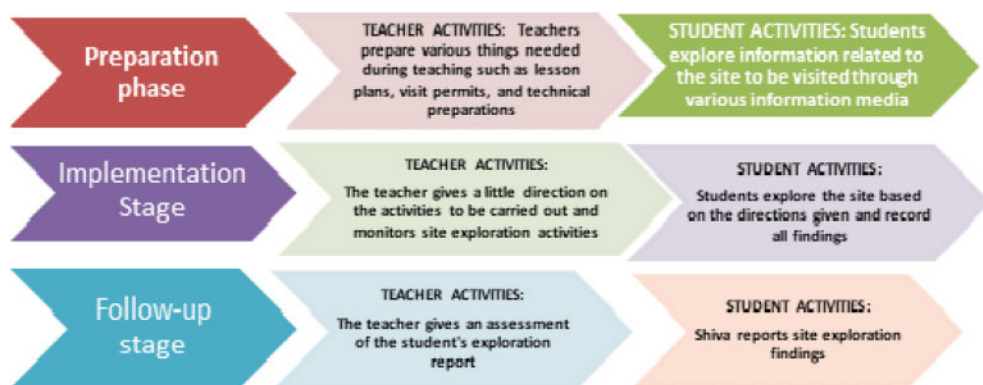 Preparation
phase
TEACHER ACTIVITIES: Teachers
prepare various things needed
during teaching such as lesson
plans, visit permits, and technical
preparations
STUDENT ACTIVITIES: Students
explore information related to
the site to be visited through
various information media
Implementation
Stage
TEACHER ACTIVITIES:
The teacher gives a little direction on
the activities to be carried out and
monitors site exploration activities
STUDENT ACTIVITIES:
Students explore the site based
on the directions given and record
all findings
Follow-up
stage
TEACHER ACTIVITIES:
The teacher gives an assessment
of the student's exploration
report
STUDENT ACTIVITIES:
Shiva reports site exploration
findings